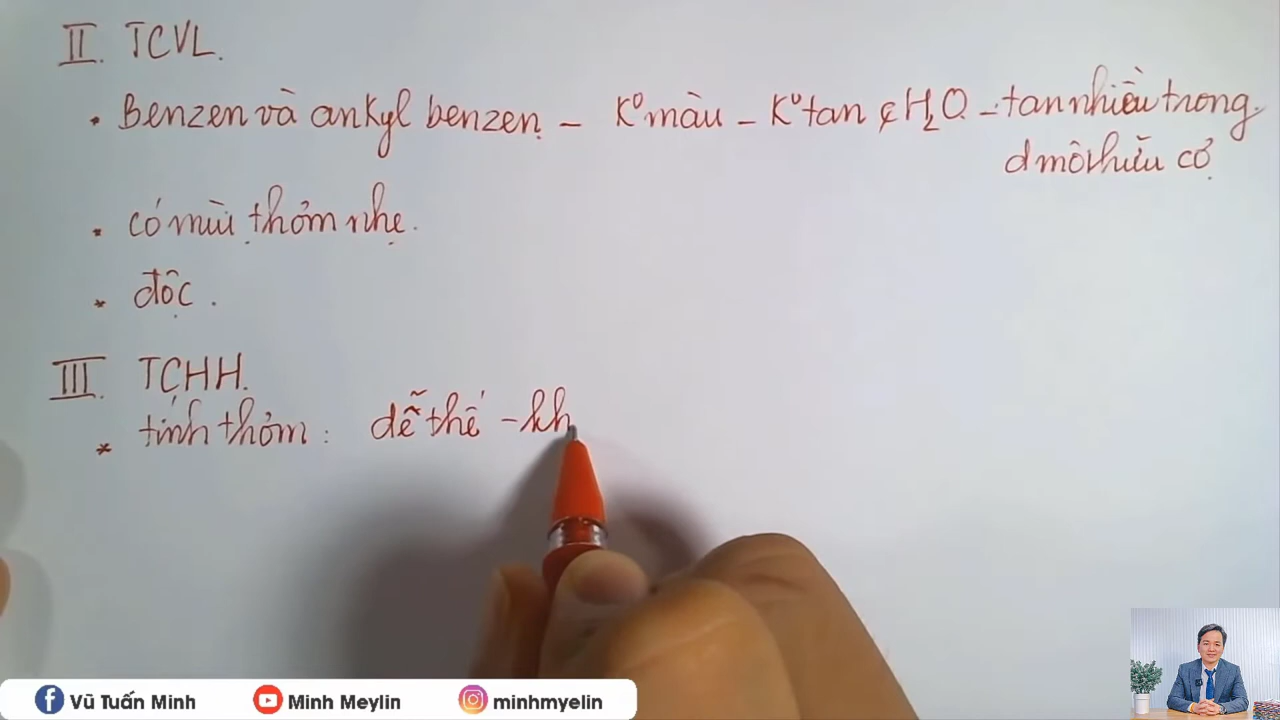 II. TCVL.
• Benzen và ankyl benzen – K⁰ màu – K⁰ tan ¢ H₂O – tan nhiều trong
d môi hữu cơ
• có mùi thơm nhẹ.
* độc.
III. TCHH.
* tính thơm: dễ thế – kh
Vũ Tuấn Minh Minh Meylin minhmyelin